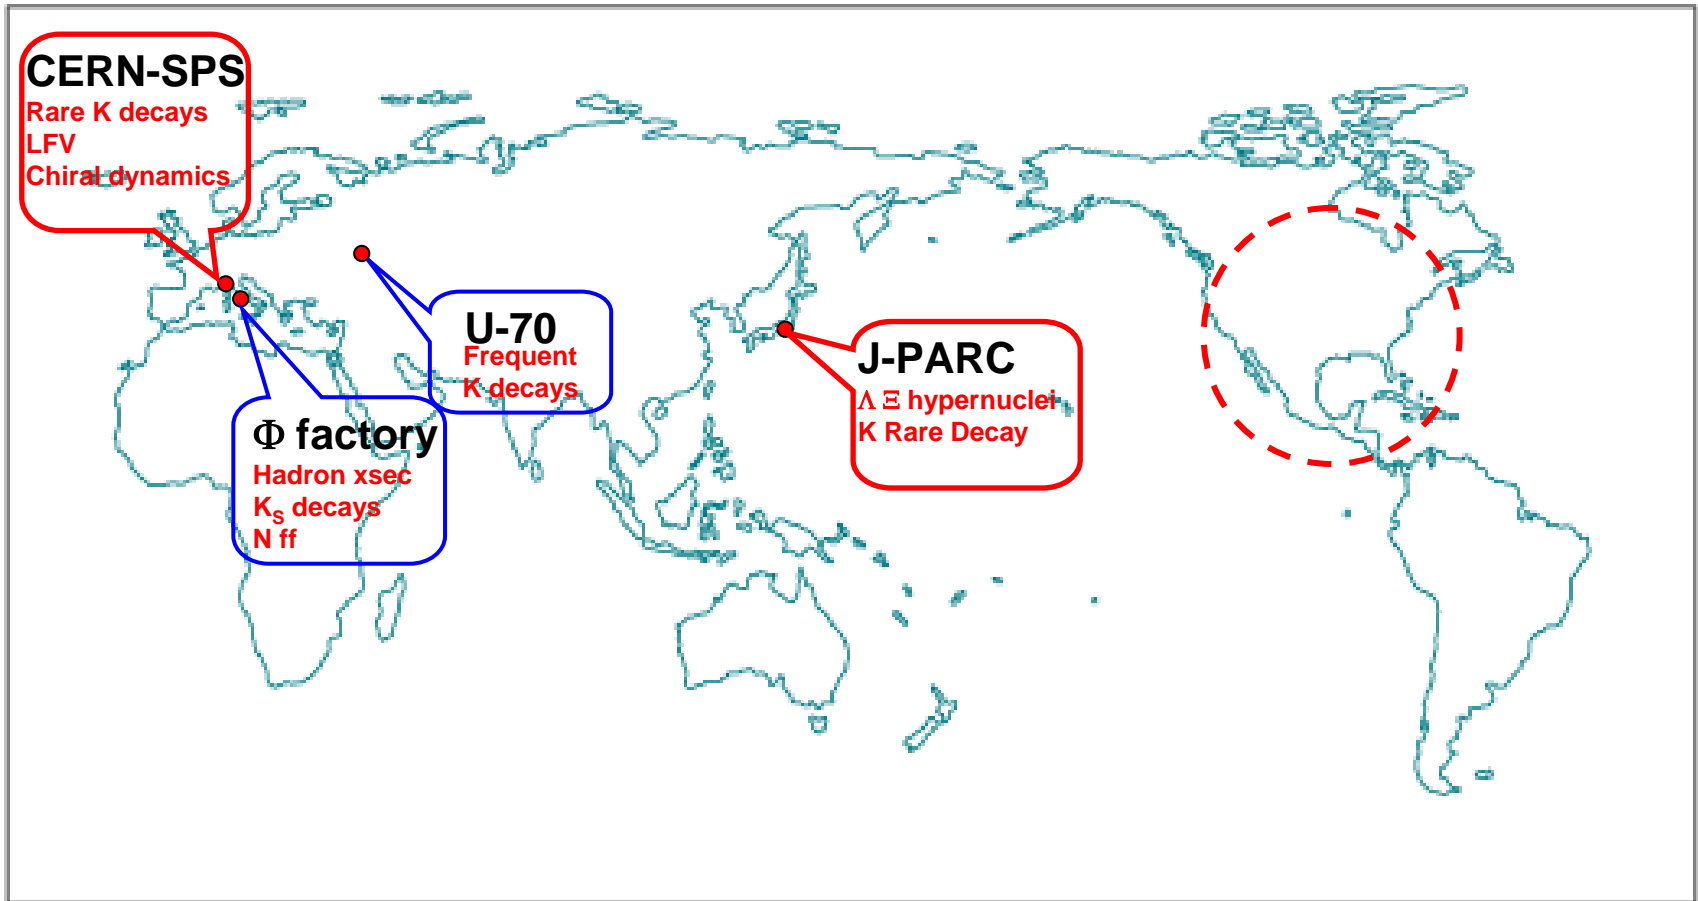 CERN-SPS
Rare K decays
LFV
Chiral dynamics
U-70
Frequent
K decays
J-PARC
Λ Ξ hypernuclei
K Rare Decay
Φ factory
Hadron xsec
K_S decays
N ff